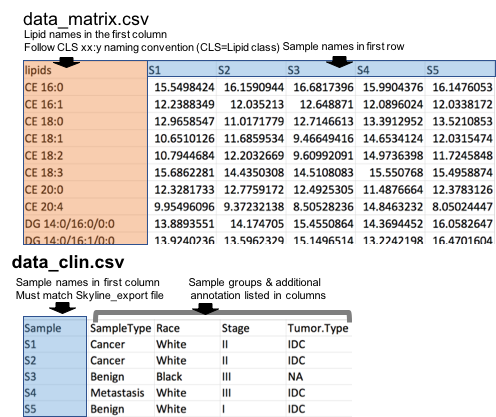 data_matrix.csv
Lipid names in the first column
Follow CLS xx:y naming convention (CLS=Lipid class) Sample names in first row
lipids S1 S2 S3 S4 S5
CE 16:0 15.5498424 16.1590944 16.6817396 15.9904376 16.1476053
CE 16:1 12.2388349 12.035213 12.648871 12.0896024 12.0338172
CE 18:0 12.9658547 11.0171779 12.7146613 13.3912952 13.5210853
CE 18:1 10.6510126 11.6859534 9.46649416 14.6534124 12.0315474
CE 18:2 10.7944684 12.2032669 9.60992091 14.9736398 11.7245848
CE 18:3 15.6862281 14.4350308 14.5108083 15.550768 15.4958874
CE 20:0 12.3281733 12.7759172 12.4925305 11.4876664 12.3783126
CE 20:4 9.95496096 9.37232138 8.50528236 14.8463232 8.05024447
DG 14:0/16:0/0:0 13.8893551 14.174705 15.4550864 14.3694452 16.0582647
DG 14:0/16:1/0:0 13.9240236 13.5962329 15.1496514 13.2242198 16.4701604
data_clin.csv
Sample names in first column
Must match Skyline_export file
Sample groups & additional
annotation listed in columns
Sample SampleType Race Stage Tumor.Type
S1 Cancer White II IDC
S2 Cancer White II IDC
S3 Benign Black III NA
S4 Metastasis White III IDC
S5 Benign White I IDC